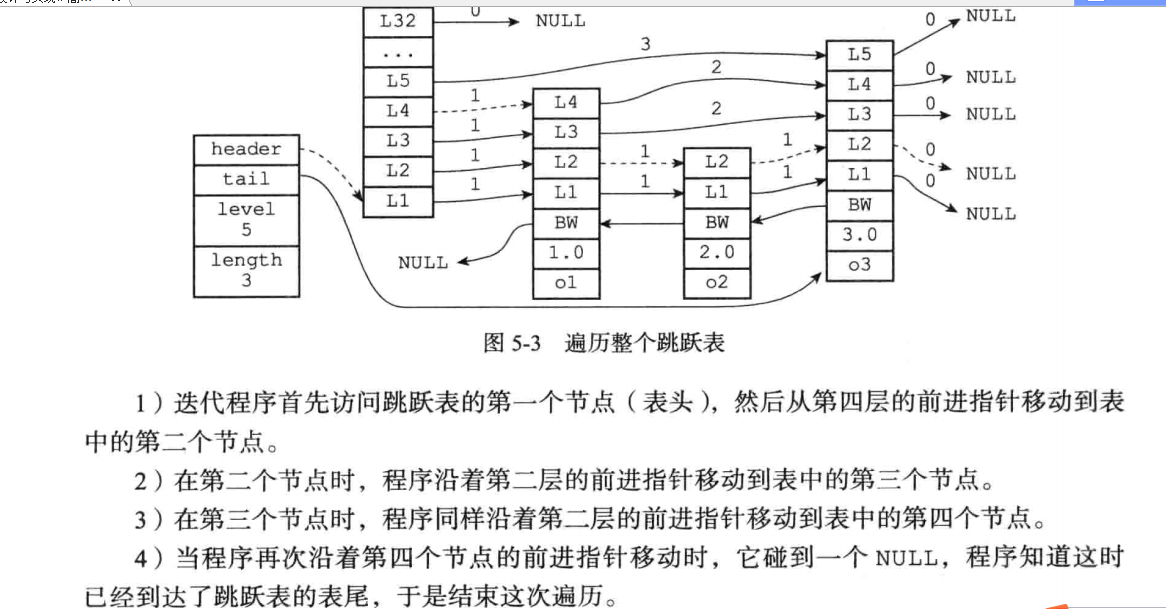 L32
0
NULL
...
L5
3
L4
1
L3
1
L2
1
L1
1
header
tail
level
5
length
3
NULL
L4
2
L3
2
L2
1
L1
1
BW
1.0
o1
L2
1
L1
1
BW
2.0
o2
L5
0
NULL
L4
0
NULL
L3
0
NULL
L2
0
NULL
L1
0
NULL
BW
3.0
o3
图 5-3 遍历整个跳跃表
1）迭代程序首先访问跳跃表的第一个节点（表头），然后从第四层的前进指针移动到表
中的第二个节点。
2）在第二个节点时，程序沿着第二层的前进指针移动到表中的第三个节点。
3）在第三个节点时，程序同样沿着第二层的前进指针移动到表中的第四个节点。
4）当程序再次沿着第四个节点的前进指针移动时，它碰到一个 NULL，程序知道这时
已经到达了跳跃表的表尾，于是结束这次遍历。